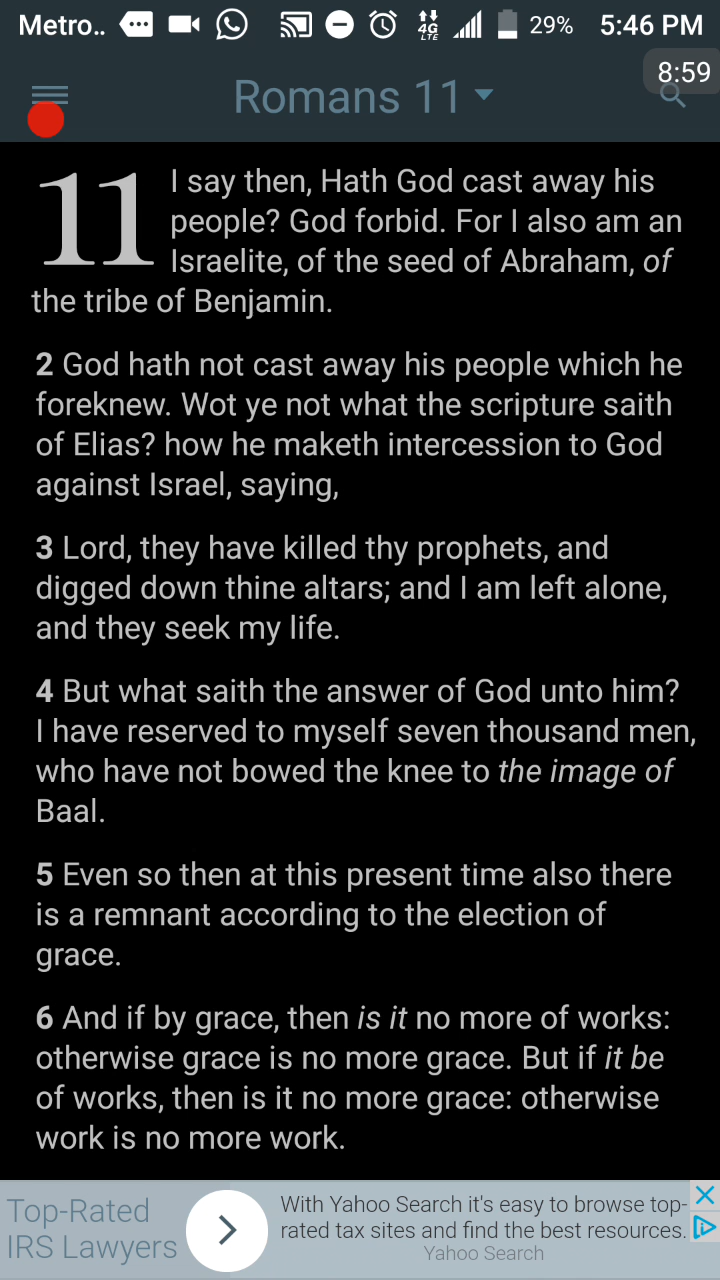 Metro.. 4G LTE 29% 5:46 PM
8:59
Romans 11
11 I say then, Hath God cast away his
people? God forbid. For I also am an
Israelite, of the seed of Abraham, of
the tribe of Benjamin.
2 God hath not cast away his people which he
foreknew. Wot ye not what the scripture saith
of Elias? how he maketh intercession to God
against Israel, saying,
3 Lord, they have killed thy prophets, and
digged down thine altars; and I am left alone,
and they seek my life.
4 But what saith the answer of God unto him?
I have reserved to myself seven thousand men,
who have not bowed the knee to the image of
Baal.
5 Even so then at this present time also there
is a remnant according to the election of
grace.
6 And if by grace, then is it no more of works:
otherwise grace is no more grace. But if it be
of works, then is it no more grace: otherwise
work is no more work.
Top-Rated
IRS Lawyers
With Yahoo Search it's easy to browse top-
rated tax sites and find the best resources.
Yahoo Search